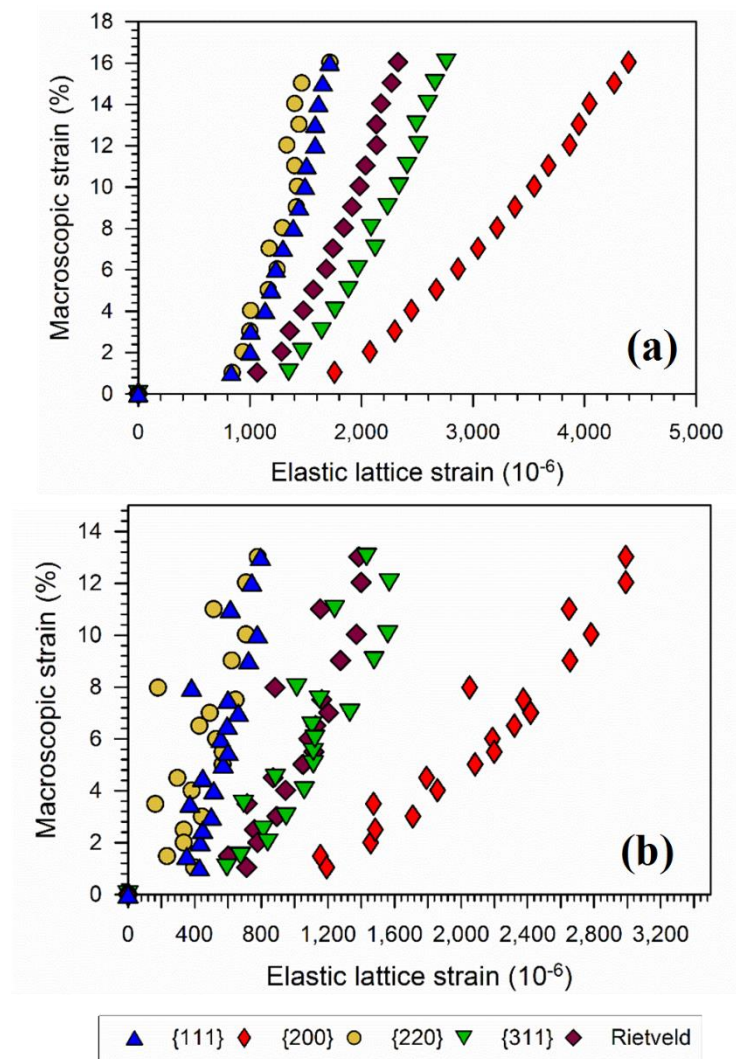 18
16
14
12
10
8
6
4
2
0
Macroscopic strain (%)
(a)
0 1,000 2,000 3,000 4,000 5,000
Elastic lattice strain (10-6)
14
12
10
8
6
4
2
0
Macroscopic strain (%)
(b)
0 400 800 1,200 1,600 2,000 2,400 2,800 3,200
Elastic lattice strain (10-6)
{111} {200} {220} {311} Rietveld